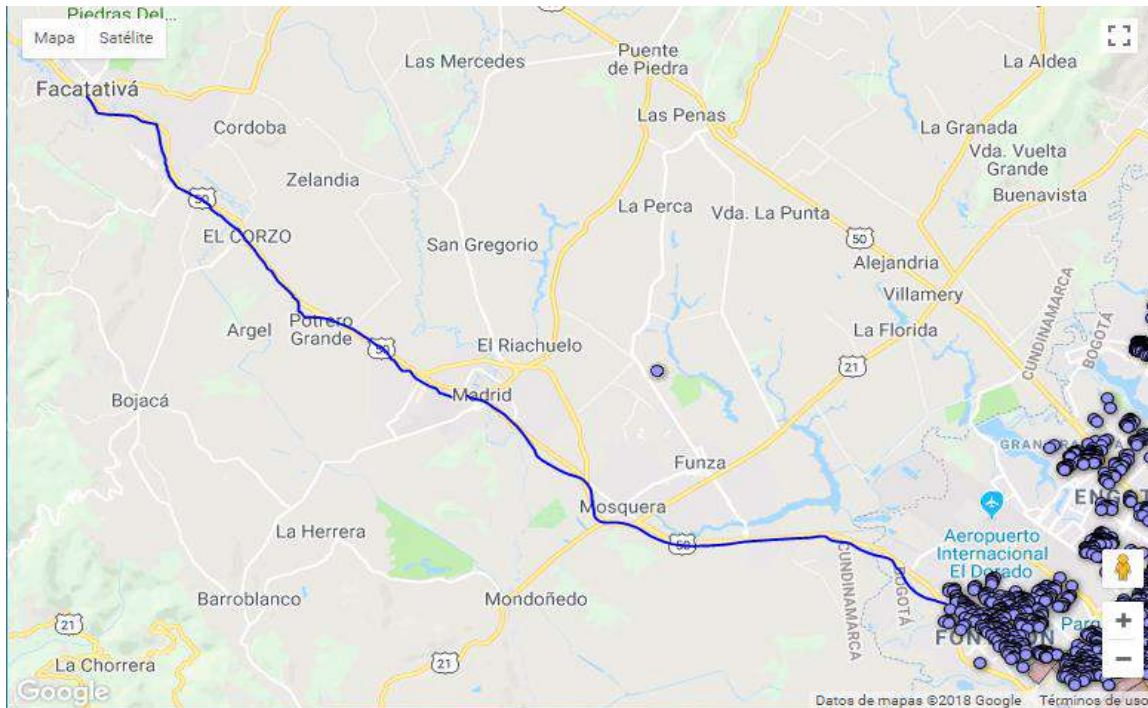 Piedras Del...
Mapa
Satélite
Facatativá
Las Mercedes
Puente
de Piedra
La Aldea
Cordoba
Las Penas
La Granada
Vda. Vuelta
Grande
Zelandia
Buenavista
50
La Perca
Vda. La Punta
EL CORZO
San Gregorio
50
Alejandria
Villamery
CUNDINAMARCA
BOGOTÁ
Argel
Potrero
Grande
50
El Riachuelo
La Florida
21
Bojacá
Madrid
Funza
Mosquera
La Herrera
50
Aeropuerto
Internacional
El Dorado
CUNDINAMARCA
BOGOTÁ
Barroblanco
Mondoñedo
21
La Chorrera
21
Google
Datos de mapas ©2018 Google
Términos de uso